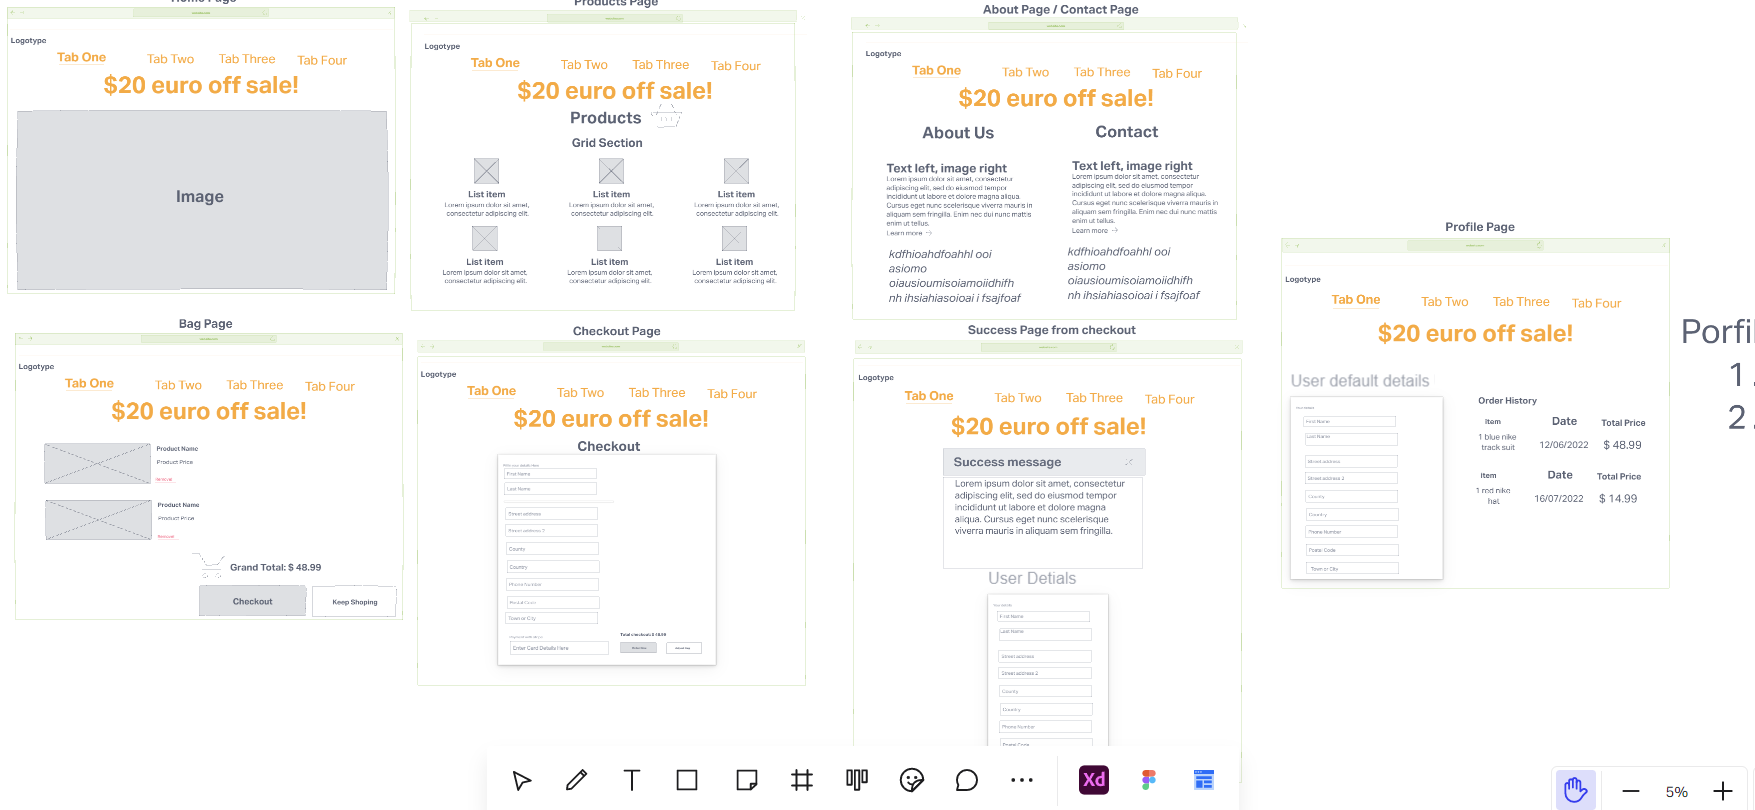 Home Page
Logotype
Tab One
Tab Two
Tab Three
Tab Four
$20 euro off sale!
Image
Products Page
Logotype
Tab One
Tab Two
Tab Three
Tab Four
$20 euro off sale!
Products
Grid Section
List item
List item
List item
Lorem ipsum dolor sit amet,
consectetur adipiscing elit.
Lorem ipsum dolor sit amet,
consectetur adipiscing elit.
Lorem ipsum dolor sit amet,
consectetur adipiscing elit.
List item
List item
List item
Lorem ipsum dolor sit amet,
consectetur adipiscing elit.
Lorem ipsum dolor sit amet,
consectetur adipiscing elit.
Lorem ipsum dolor sit amet,
consectetur adipiscing elit.
About Page / Contact Page
Logotype
Tab One
Tab Two
Tab Three
Tab Four
$20 euro off sale!
About Us
Text left, image right
Lorem ipsum dolor sit amet, consectetur
adipiscing elit, sed do eiusmod tempor
incididunt ut labore et dolore magna aliqua.
Cursus eget nunc scelerisque viverra mauris in
aliquam sem fringilla. Enim nec dui nunc mattis
enim ut tellus.
Learn more
kdfhioahdfoahhl ooi
asiomo
oiausioumisoiamoiidhifh
nh ihsiahiasoioai i fsajfoaf
Contact
Text left, image right
Lorem ipsum dolor sit amet, consectetur
adipiscing elit, sed do eiusmod tempor
incididunt ut labore et dolore magna aliqua.
Cursus eget nunc scelerisque viverra mauris in
aliquam sem fringilla. Enim nec dui nunc mattis
enim ut tellus.
Learn more
kdfhioahdfoahhl ooi
asiomo
oiausioumisoiamoiidhifh
nh ihsiahiasoioai i fsajfoaf
Bag Page
Logotype
Tab One
Tab Two
Tab Three
Tab Four
$20 euro off sale!
Product Name
Product Price
Remove
Product Name
Product Price
Remove
Grand Total: $ 48.99
Checkout
Keep Shoping
Checkout Page
Logotype
Tab One
Tab Two
Tab Three
Tab Four
$20 euro off sale!
Checkout
First Name
Last Name
Street address
Street address 2
County
Country
Phone Number
Postal Code
Town or City
Enter Card Details Here
Total checkout: $ 48.99
Success Page from checkout
Logotype
Tab One
Tab Two
Tab Three
Tab Four
$20 euro off sale!
Success message
Lorem ipsum dolor sit amet, consectetur
adipiscing elit, sed do eiusmod tempor
incididunt ut labore et dolore magna
aliqua. Cursus eget nunc scelerisque
viverra mauris in aliquam sem fringilla.
User Detials
First Name
Last Name
Street address
Street address 2
County
Country
Phone Number
Postal Code
Profile Page
Logotype
Tab One
Tab Two
Tab Three
Tab Four
$20 euro off sale!
User default details
First Name
Last Name
Street address
Street address 2
County
Country
Phone Number
Postal Code
Town or City
Order History
item
Date
Total Price
1 blue nike
track suit
12/06/2022
$ 48.99
item
Date
Total Price
1 red nike
hat
16/07/2022
$ 14.99
Porfil
1.
2.
Xd
5%